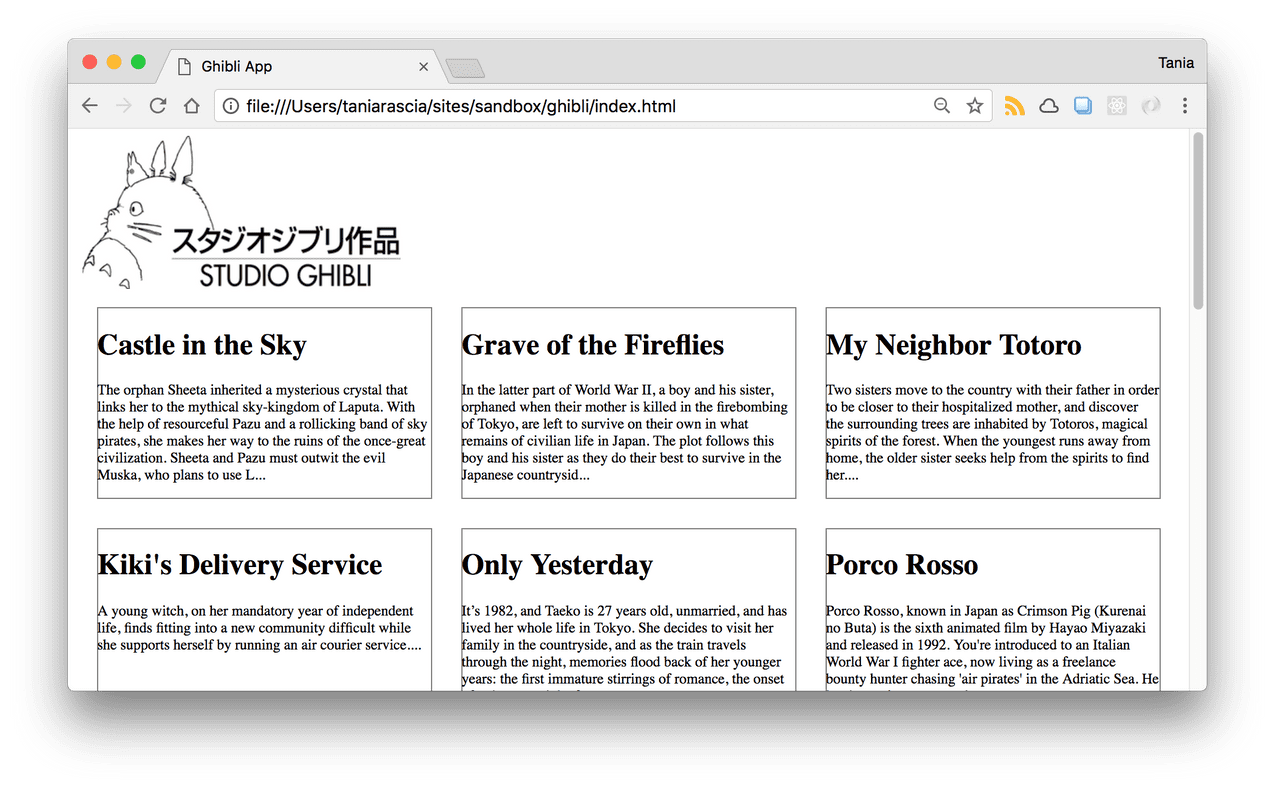 Ghibli App
Tania
file:///Users/taniarascia/sites/sandbox/ghibli/index.html
スタジオジブリ作品
STUDIO GHIBLI
Castle in the Sky
The orphan Sheeta inherited a mysterious crystal that
links her to the mythical sky-kingdom of Laputa. With
the help of resourceful Pazu and a rollicking band of sky
pirates, she makes her way to the ruins of the once-great
civilization. Sheeta and Pazu must outwit the evil
Muska, who plans to use L...
Grave of the Fireflies
In the latter part of World War II, a boy and his sister,
orphaned when their mother is killed in the firebombing
of Tokyo, are left to survive on their own in what
remains of civilian life in Japan. The plot follows this
boy and his sister as they do their best to survive in the
Japanese countrysid...
My Neighbor Totoro
Two sisters move to the country with their father in order
to be closer to their hospitalized mother, and discover
the surrounding trees are inhabited by Totoros, magical
spirits of the forest. When the youngest runs away from
home, the older sister seeks help from the spirits to find
her....
Kiki's Delivery Service
A young witch, on her mandatory year of independent
life, finds fitting into a new community difficult while
she supports herself by running an air courier service....
Only Yesterday
It’s 1982, and Taeko is 27 years old, unmarried, and has
lived her whole life in Tokyo. She decides to visit her
family in the countryside, and as the train travels
through the night, memories flood back of her younger
years: the first immature stirrings of romance, the onset
Porco Rosso
Porco Rosso, known in Japan as Crimson Pig (Kurenai
no Buta) is the sixth animated film by Hayao Miyazaki
and released in 1992. You're introduced to an Italian
World War I fighter ace, now living as a freelance
bounty hunter chasing 'air pirates' in the Adriatic Sea. He